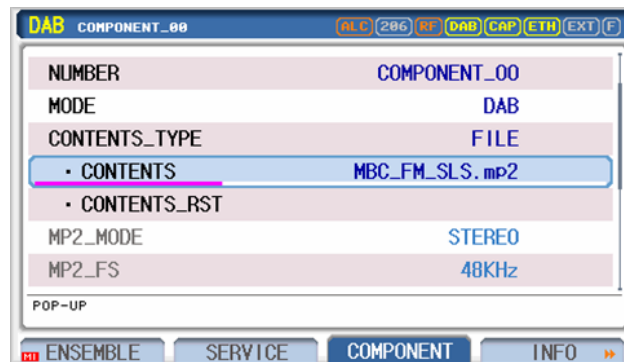 DAB COMPONENT_00 ALC 206 RF DAB CAP ETH EXT F
NUMBER COMPONENT_00
MODE DAB
CONTENTS_TYPE FILE
· CONTENTS MBC_FM_SLS.mp2
· CONTENTS_RST
MP2_MODE STEREO
MP2_FS 48KHz
POP-UP
M1 ENSEMBLE SERVICE COMPONENT INFO »